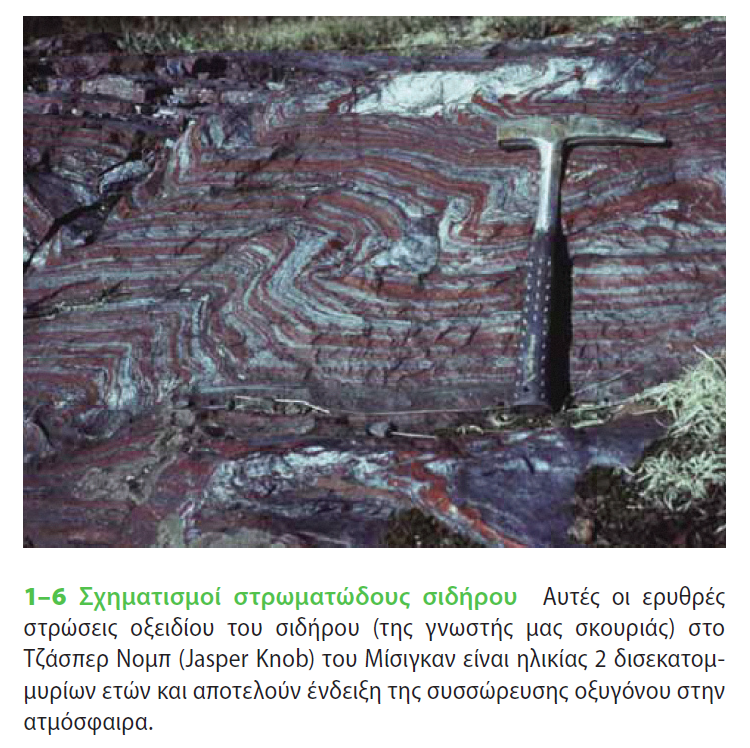 1–6 Σχηματισμοί στρωματώδους σιδήρου Αυτές οι ερυθρές
στρώσεις οξειδίου του σιδήρου (της γνωστής μας σκουριάς) στο
Τζάσπερ Νομπ (Jasper Knob) του Μίσιγκαν είναι ηλικίας 2 δισεκατομ-
μυρίων ετών και αποτελούν ένδειξη της συσσώρευσης οξυγόνου στην
ατμόσφαιρα.